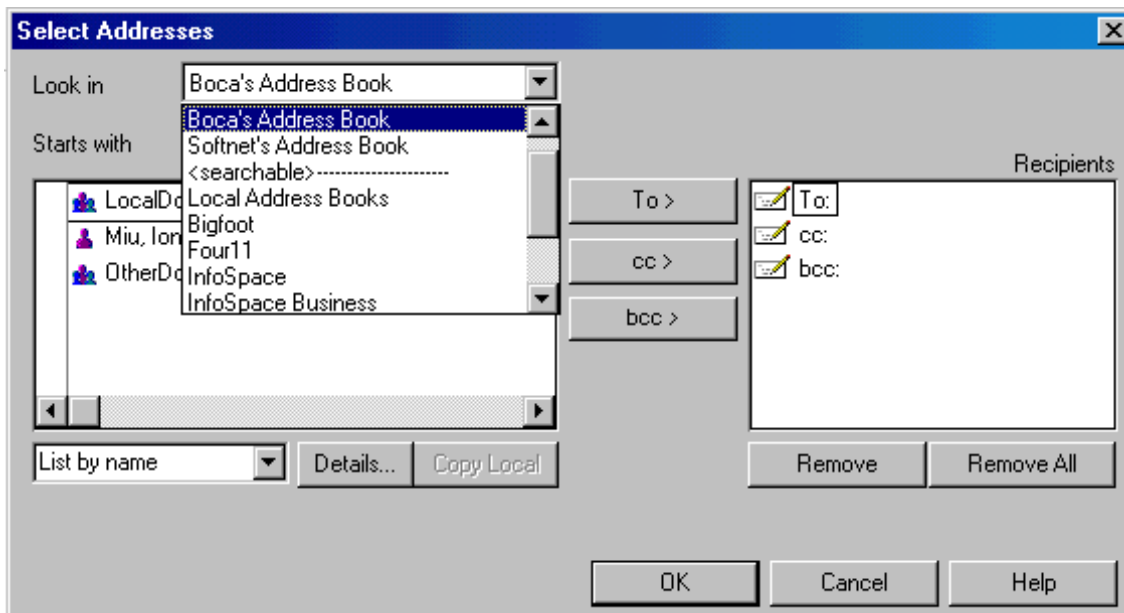 Select Addresses
Look in
Boca's Address Book
Boca's Address Book
Softnet's Address Book
<searchable>---------------------
Local Address Books
Bigfoot
Four11
InfoSpace
InfoSpace Business
Starts with
Recipients
LocalDo
Miu, Ion
OtherDo
To >
cc >
bcc >
To:
cc:
bcc:
List by name
Details...
Copy Local
Remove
Remove All
OK
Cancel
Help